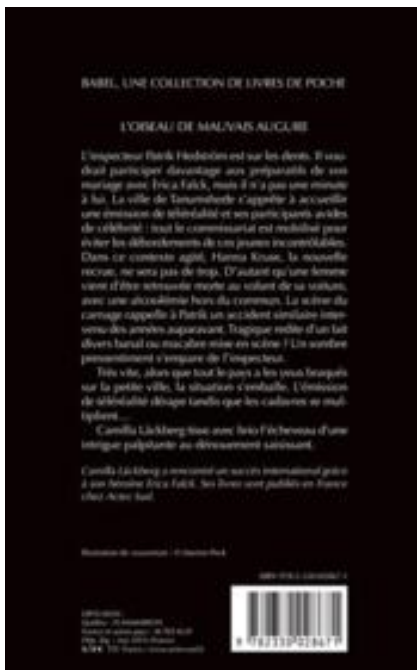 BABEL, UNE COLLECTION DE LIVRES DE POCHE
L'OISEAU DE MAUVAIS AUGURE
L'inspecteur Patrik Hedström est sur les dents. Il vou-
drait participer davantage aux préparatifs de son
mariage avec Erica Falck, mais il n'a pas une minute
à lui. La ville de Tanumshede s'apprête à accueillir
une émission de téléréalité et ses participants avides
de célébrité : tout le commissariat est mobilisé pour
éviter les débordements de ces jeunes incontrôlables.
Dans ce contexte agité, Hanna Kruse, la nouvelle
recrue, ne sera pas de trop. D'autant qu'une femme
vient d'être retrouvée morte au volant de sa voiture,
avec une alcoolémie hors du commun. La scène du
carnage rappelle à Patrik un accident similaire inter-
venu des années auparavant. Tragique redite d'un fait
divers banal ou macabre mise en scène ? Un sombre
pressentiment s'empare de l'inspecteur.
Très vite, alors que tout le pays a les yeux braqués
sur la petite ville, la situation s'emballe. L'émission
de téléréalité dérape tandis que les cadavres se mul-
tiplient…
Camilla Läckberg tisse avec brio l'écheveau d'une
intrigue palpitante au dénouement saisissant.
Camilla Läckberg a rencontré un succès international grâce
à son héroïne Erica Falck. Ses livres sont publiés en France
chez Actes Sud.
Illustration de couverture : ©
ISBN
9 782330 028671